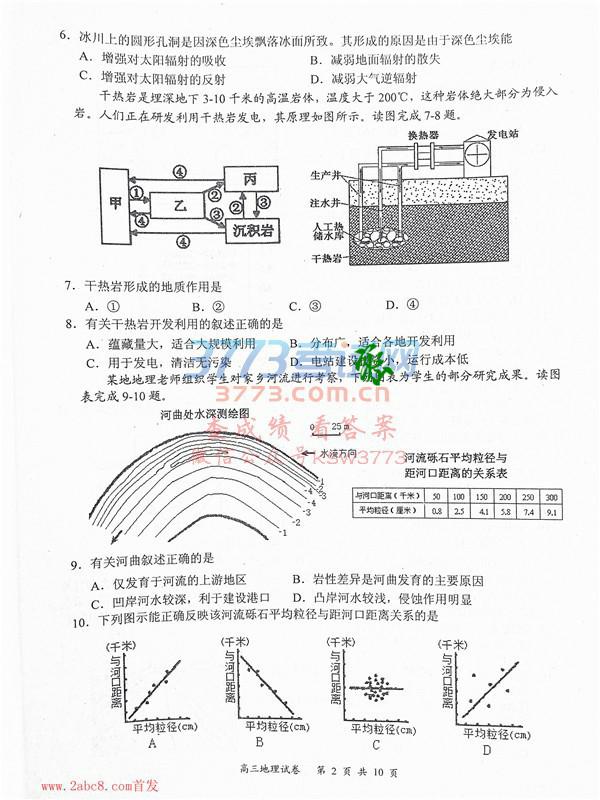 6．冰川上的圆形孔洞是因深色尘埃飘落冰面所致。其形成的原因是由于深色尘埃能
A．增强对太阳辐射的吸收 B．减弱地面辐射的散失
C．增强对太阳辐射的反射 D．减弱大气逆辐射
干热岩是埋深地下3-10千米的高温岩体，温度大于200℃，这种岩体绝大部分为侵入
岩。人们正在研发利用干热岩发电，其原理如图所示。读图完成7-8题。
④
甲
①
④
乙
②
③
丙
②
③
沉积岩
④
换热器
发电站
生产井
注水井
人工热
储水库
干热岩
7．干热岩形成的地质作用是
A．① B．② C．③ D．④
8．有关干热岩开发利用的叙述正确的是
A．蕴藏量大，适合大规模利用 B．分布广，适合各地开发利用
C．用于发电，清洁无污染 D．电站建设 小，运行成本低
某地地理老师组织学生对家乡河流进行考察，下 表为学生的部分研究成果。读图
表完成9-10题。
3773考试网
www.3773.com.cn
查成绩 看答案
微信公众号KSW3773
河曲处水深测绘图
0 25m
水流方向
-1
-2
-3
-4
-5
-4
-3
-2
-1
河流砾石平均粒径与
距河口距离的关系表
与河口距离（千米） 50 100 150 200 250 300
平均粒径（厘米） 0.8 2.5 4.1 5.8 7.4 9.1
9．有关河曲叙述正确的是
A．仅发育于河流的上游地区 B．岩性差异是河曲发育的主要原因
C．凹岸河水较深，利于建设港口 D．凸岸河水较浅，侵蚀作用明显
10．下列图示能正确反映该河流砾石平均粒径与距河口距离关系的是
(千米)
与河口距离
平均粒径(cm)
A
(千米)
与河口距离
平均粒径(cm)
B
(千米)
与河口距离
平均粒径(cm)
C
(千米)
与河口距离
平均粒径(cm)
D
高三地理试卷 第 2 页 共 10 页
www.2abc8.com首发